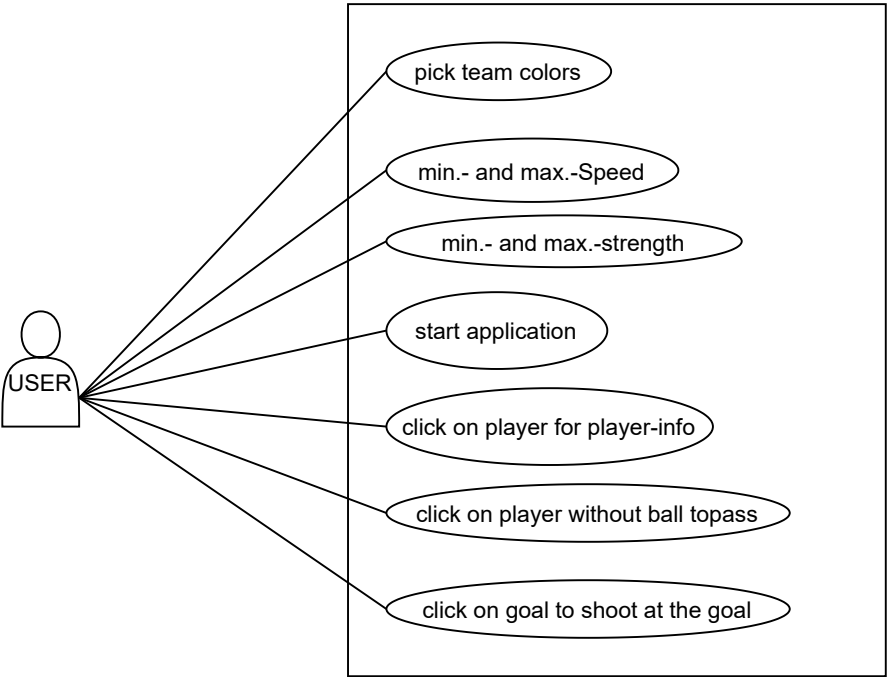 pick team colors
min.- and max.-Speed
min.- and max.-strength
start application
USER
click on player for player-info
click on player without ball topass
click on goal to shoot at the goal